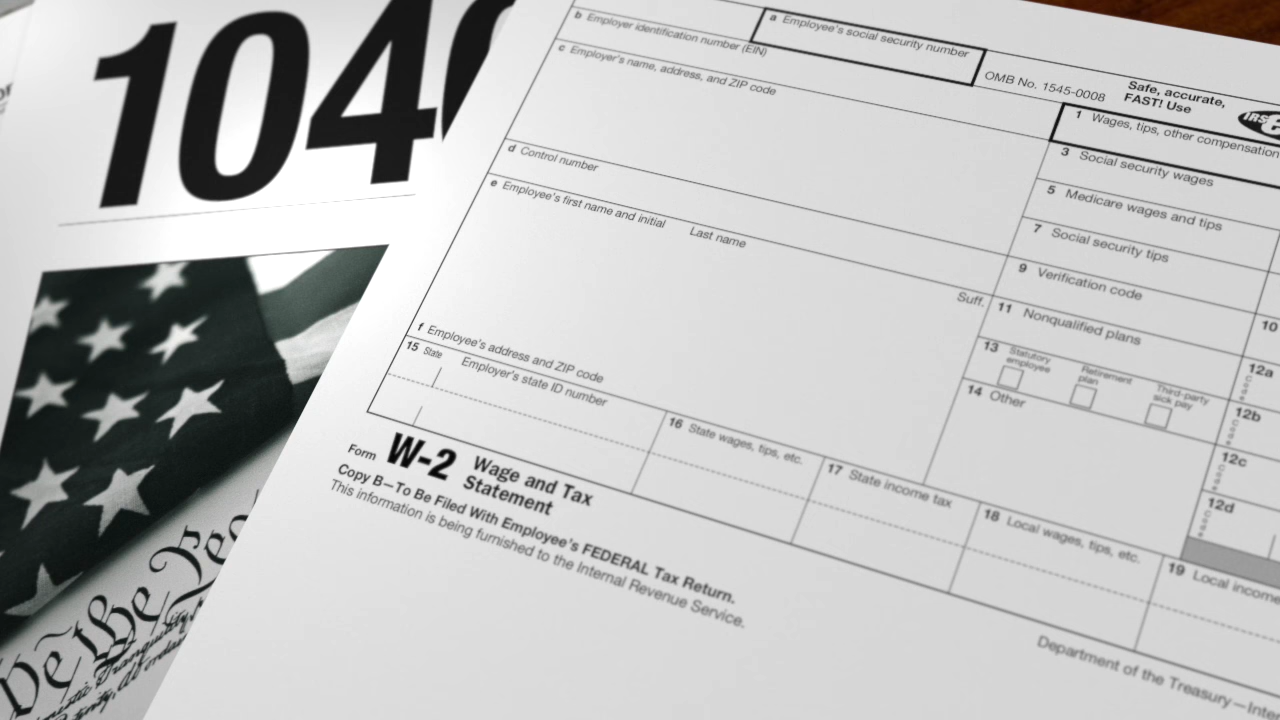 104
We the Peo
b Employer identification number (EIN)
a Employee's social security number
OMB No. 1545-0008
Safe, accurate,
FAST! Use
IRS e
c Employer's name, address, and ZIP code
1 Wages, tips, other compensation
3 Social security wages
5 Medicare wages and tips
d Control number
7 Social security tips
e Employee's first name and initial Last name
Suff.
9 Verification code
10
11 Nonqualified plans
12a
13 Statutory employee Retirement plan Third-party sick pay
12b
14 Other
12c
12d
f Employee's address and ZIP code
15 State Employer's state ID number
16 State wages, tips, etc.
17 State income tax
18 Local wages, tips, etc.
19 Local income
Form W-2 Wage and Tax
Statement
Copy B—To Be Filed With Employee's FEDERAL Tax Return.
This information is being furnished to the Internal Revenue Service.
Department of the Treasury—Inter